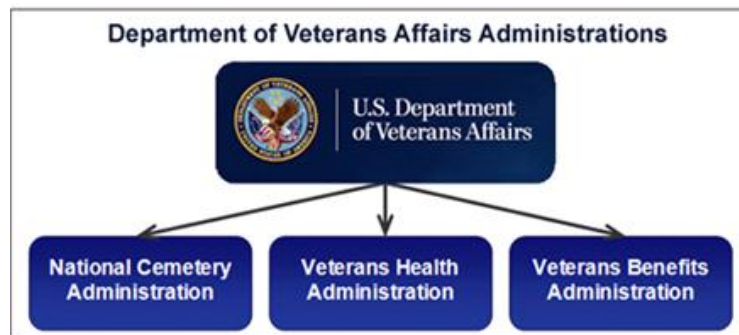 Department of Veterans Affairs Administrations
U.S. Department
of Veterans Affairs
National Cemetery
Administration
Veterans Health
Administration
Veterans Benefits
Administration